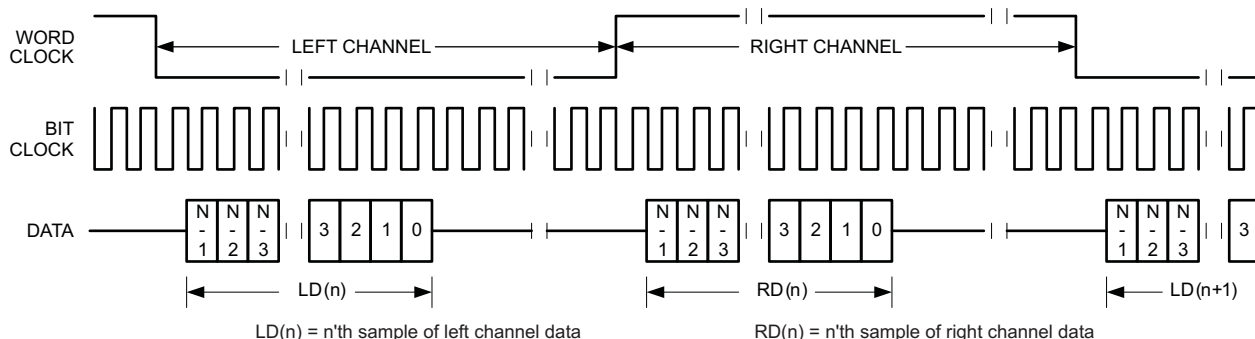 WORD
CLOCK
LEFT CHANNEL
RIGHT CHANNEL
BIT
CLOCK
DATA
N-1 N-2 N-3 3 2 1 0 N-1 N-2 N-3 3 2 1 0 N-1 N-2 N-3 3
LD(n) RD(n) LD(n+1)
LD(n) = n'th sample of left channel data
RD(n) = n'th sample of right channel data